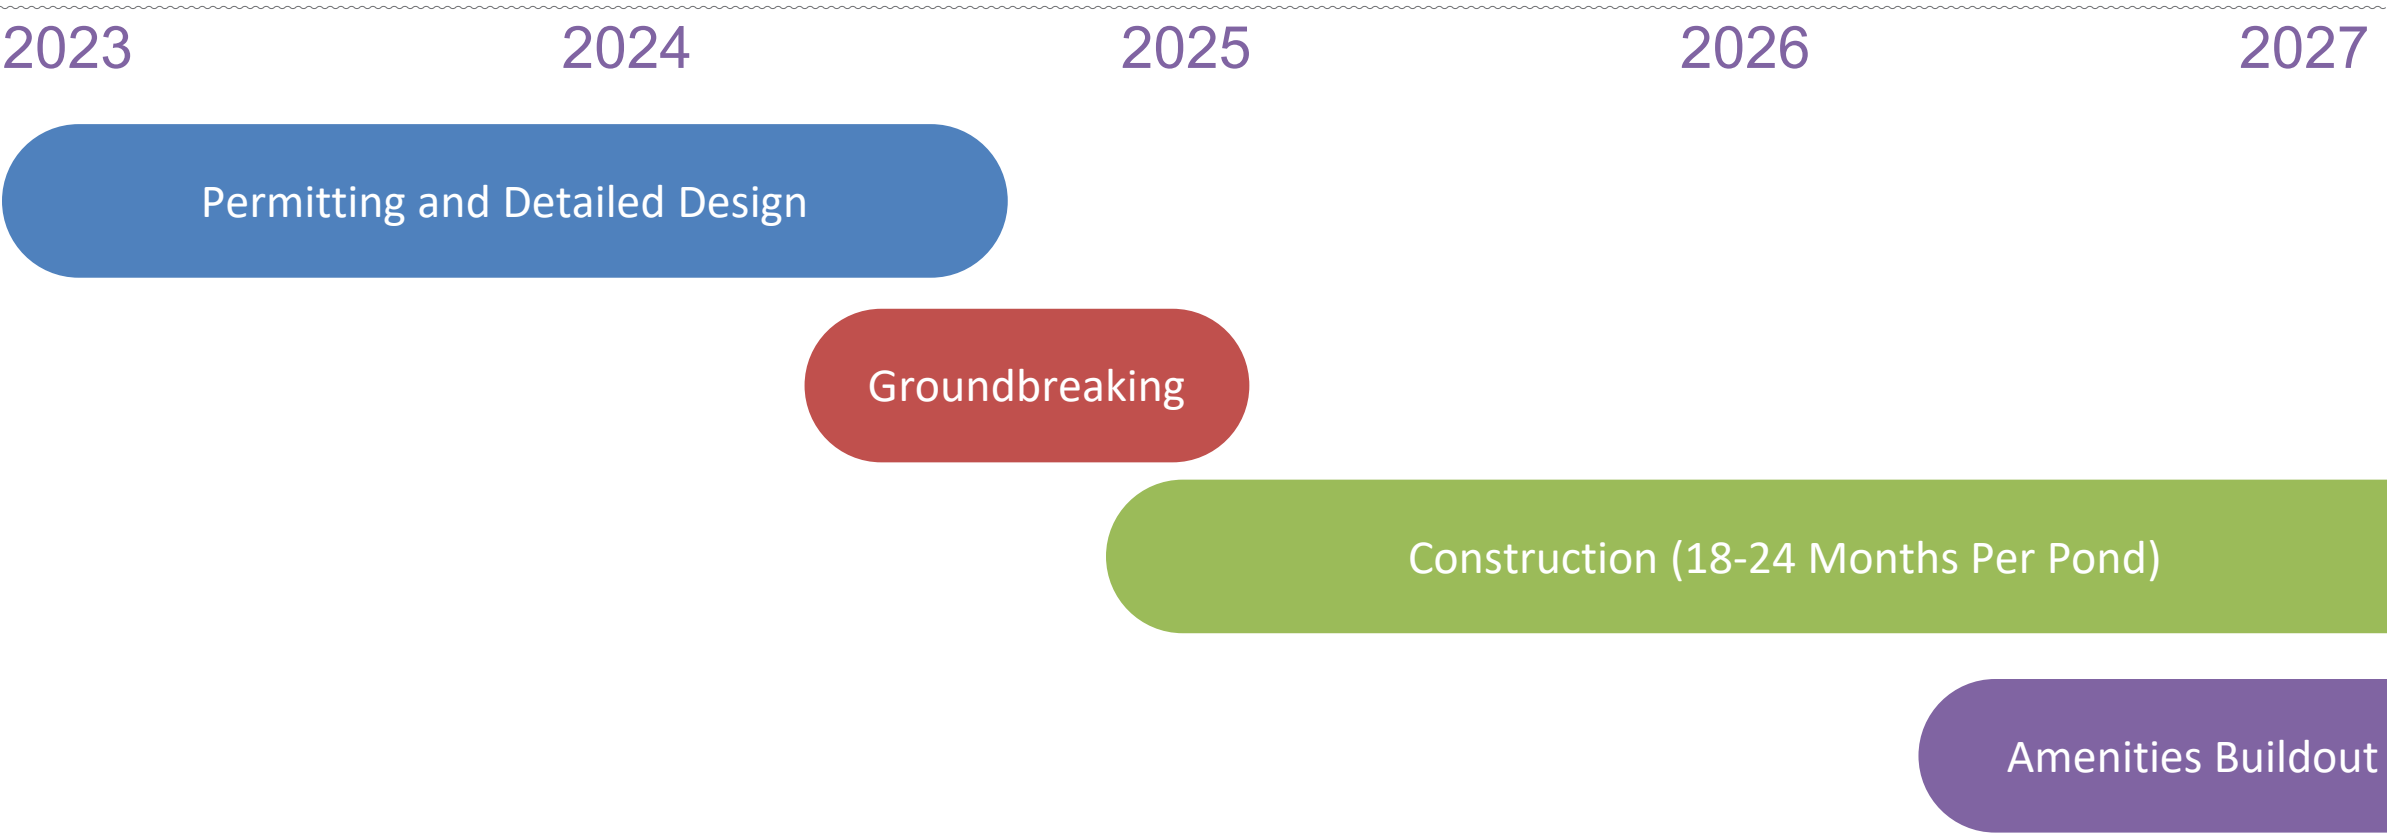 2023 2024 2025 2026 2027
Permitting and Detailed Design
Groundbreaking
Construction (18-24 Months Per Pond)
Amenities Buildout